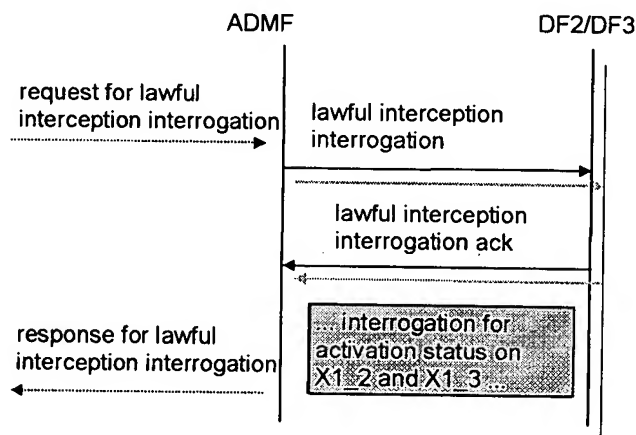 ADMF
DF2/DF3
request for lawful
interception interrogation
lawful interception
interrogation
lawful interception
interrogation ack
... interrogation for
activation status on
X1_2 and X1_3 ...
response for lawful
interception interrogation